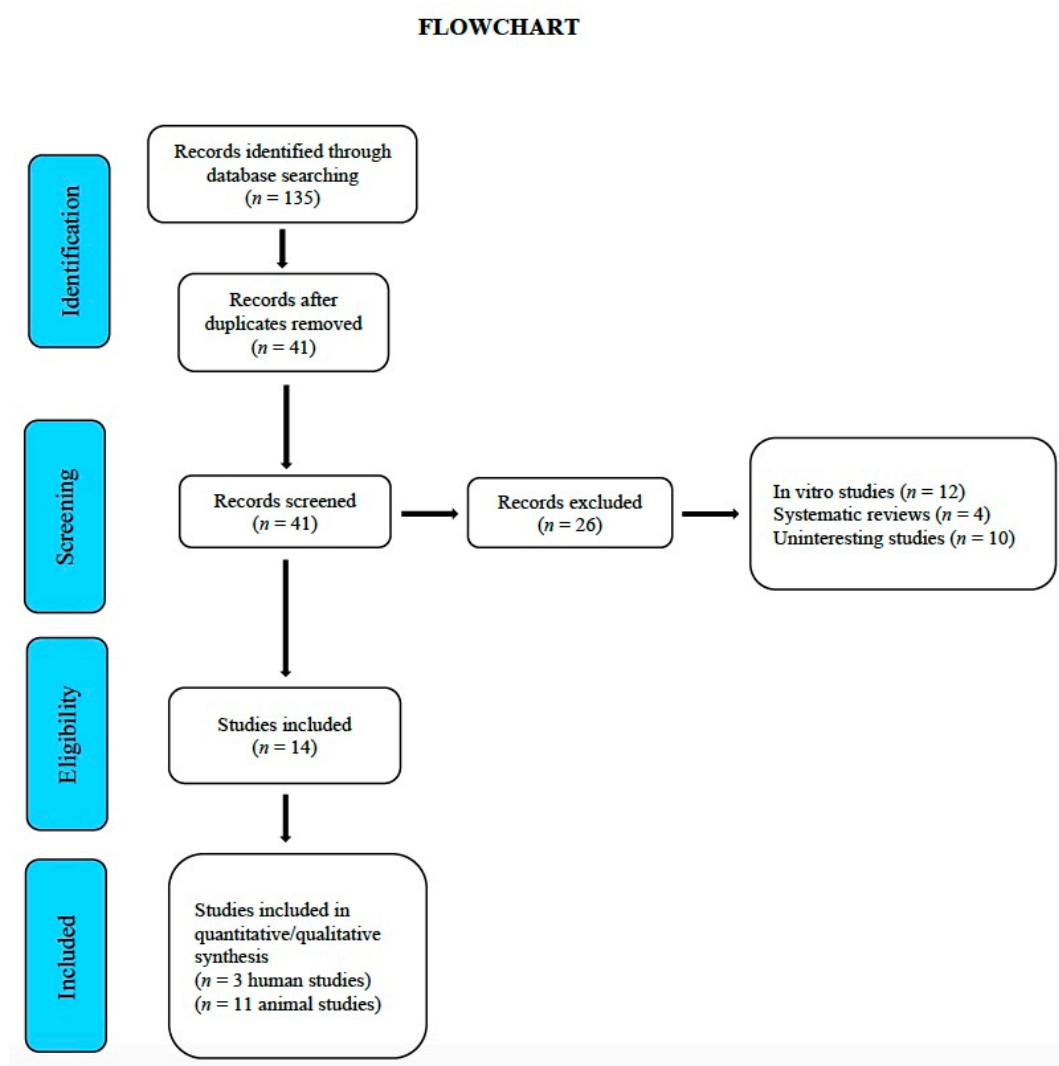 FLOWCHART
Identification
Records identified through
database searching
(n = 135)
Records after
duplicates removed
(n = 41)
Screening
Records screened
(n = 41)
Records excluded
(n = 26)
In vitro studies (n = 12)
Systematic reviews (n = 4)
Uninteresting studies (n = 10)
Eligibility
Studies included
(n = 14)
Included
Studies included in
quantitative/qualitative
synthesis
(n = 3 human studies)
(n = 11 animal studies)